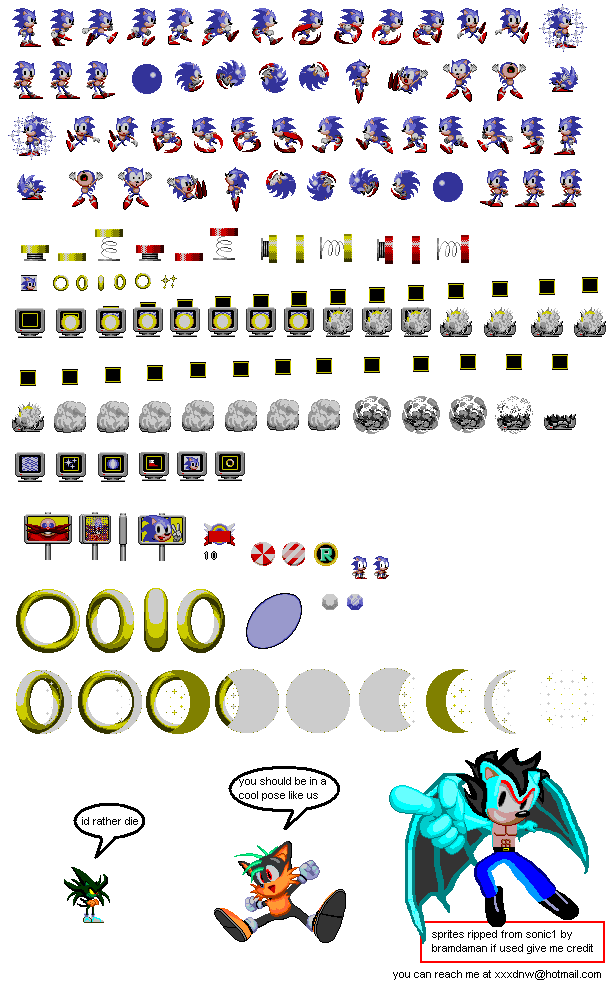 10
R
id rather die
you should be in a
cool pose like us
sprites ripped from sonic1 by
bramdaman if used give me credit
you can reach me at xxxdnw@hotmail.com